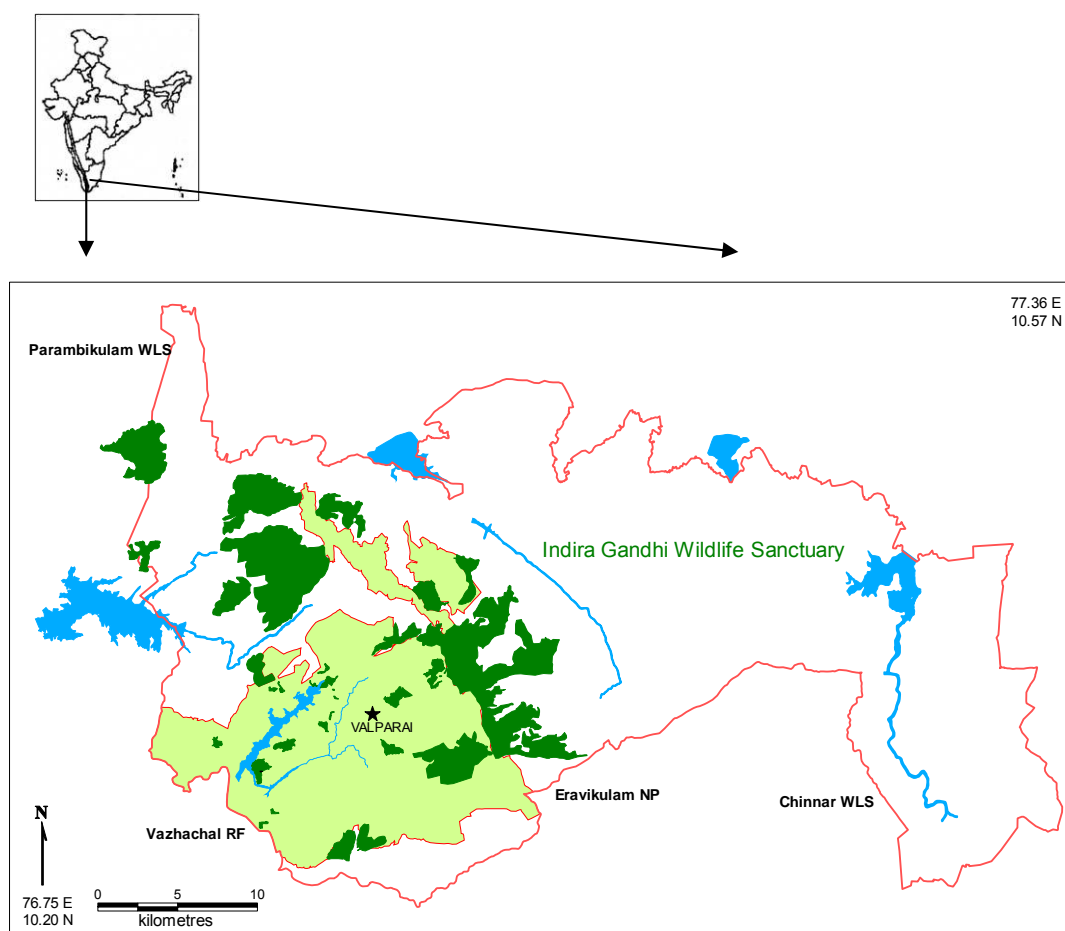 77.36 E
10.57 N
Parambikulam WLS
Indira Gandhi Wildlife Sanctuary
VALPARAI
Eravikulam NP
Chinnar WLS
Vazhachal RF
N
76.75 E
10.20 N
0 5 10
kilometres